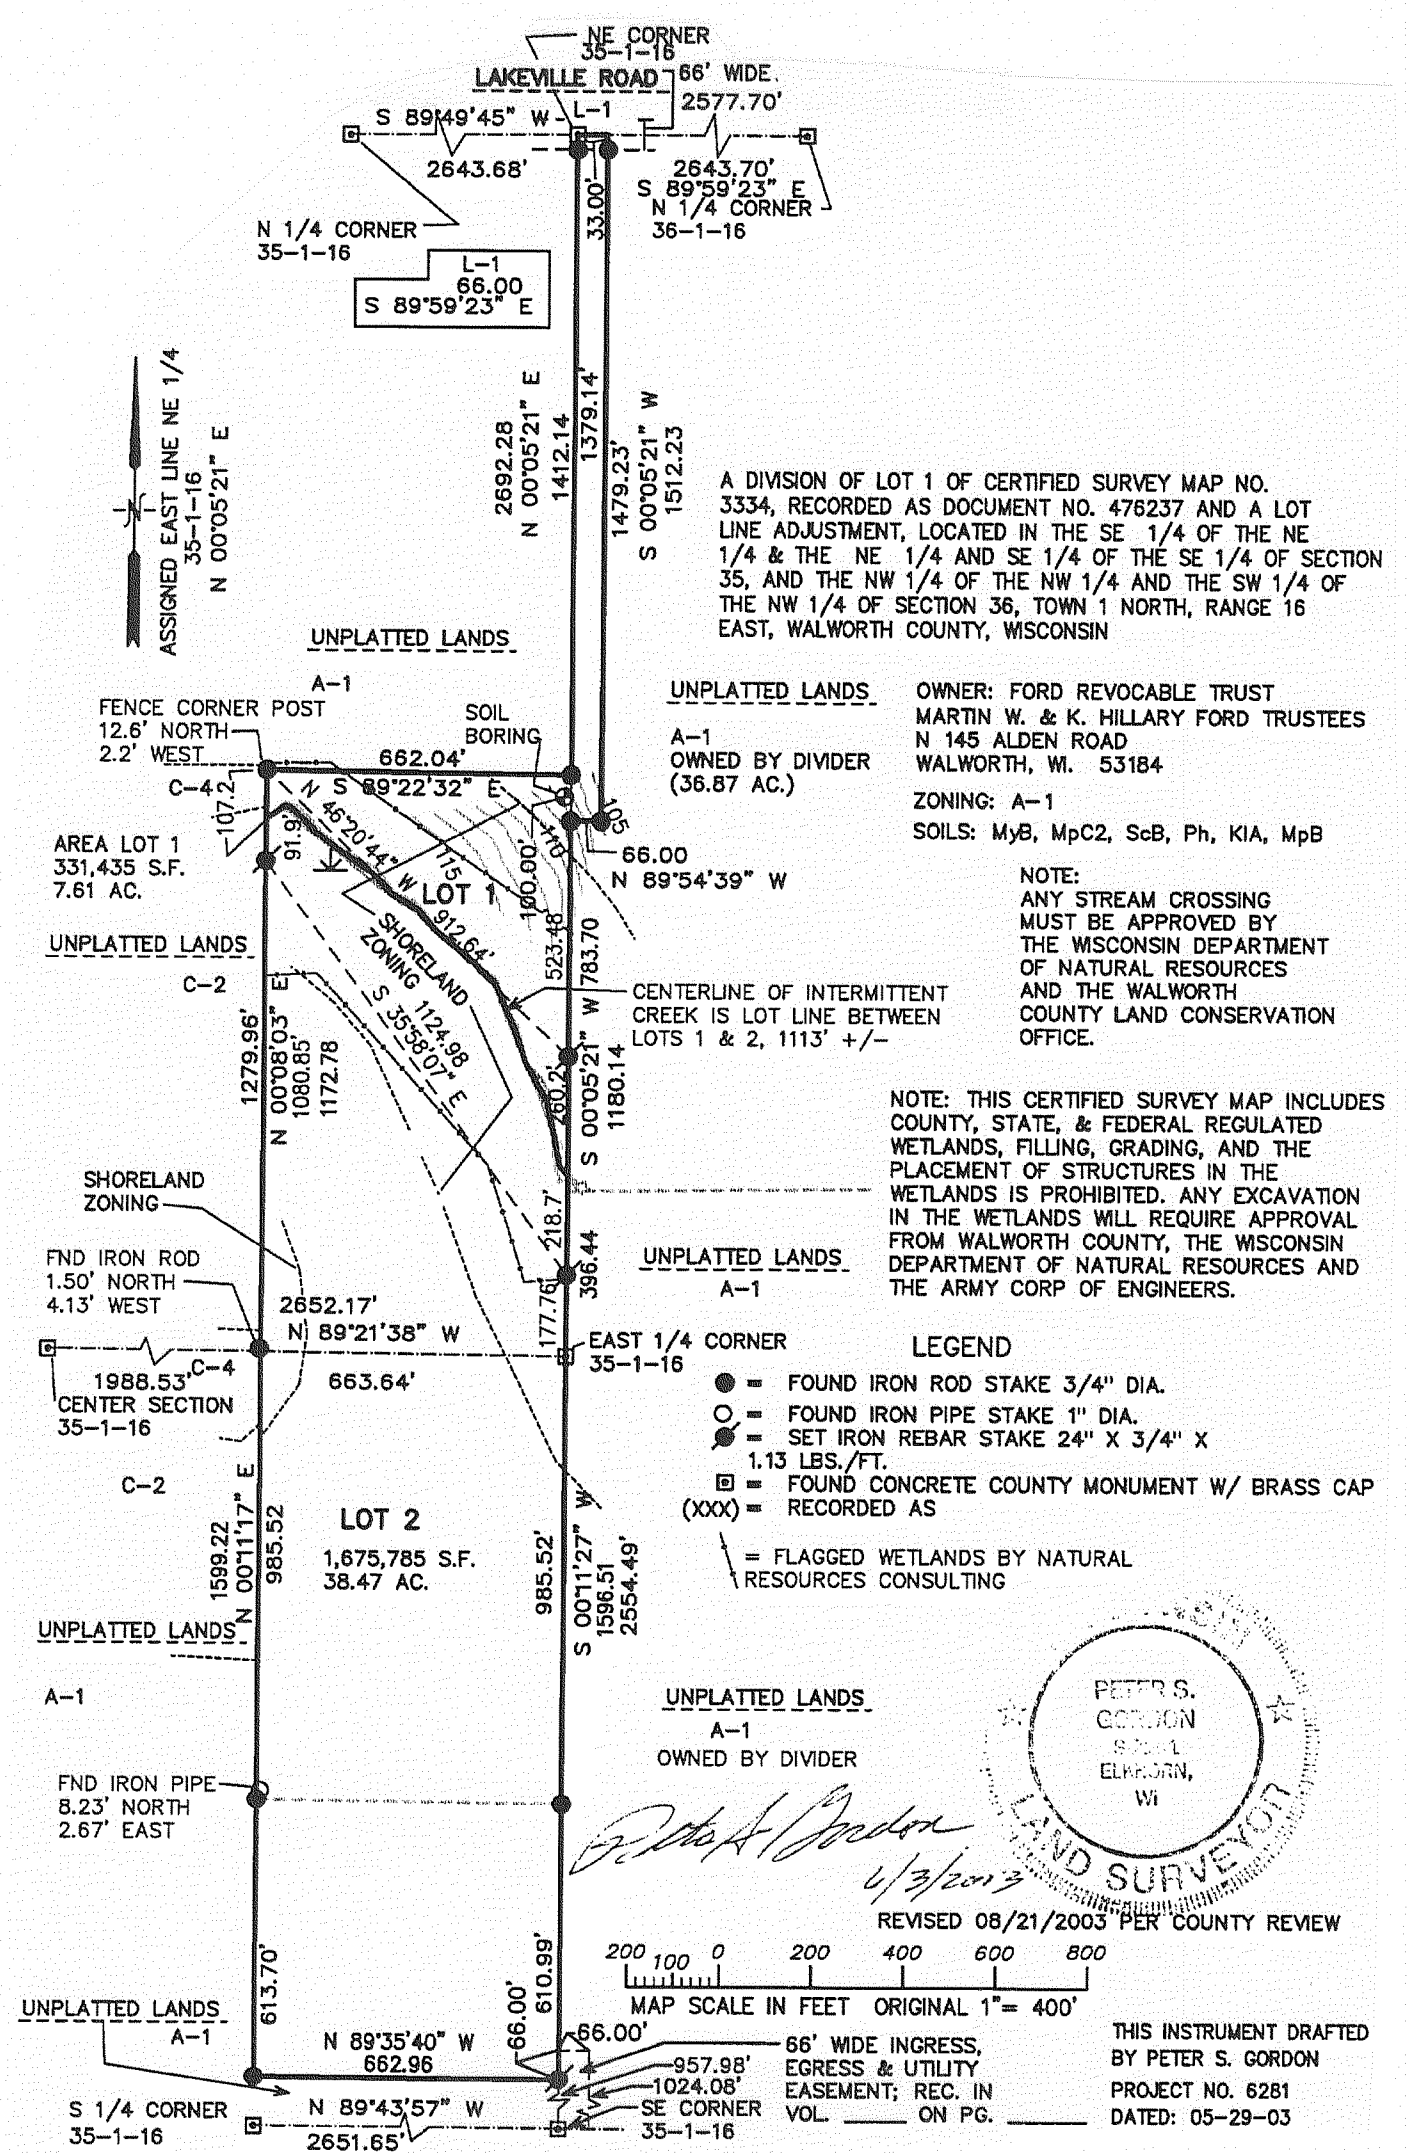 NE CORNER
35-1-16
LAKEVILLE ROAD
66' WIDE.
2577.70'
S 89°49'45" W
L-1
2643.68'
33.00'
2643.70'
S 89°59'23" E
N 1/4 CORNER
36-1-16
N 1/4 CORNER
35-1-16
L-1
66.00
S 89°59'23" E
ASSIGNED EAST LINE NE 1/4
35-1-16
N 00°05'21" E
N
2692.28
N 00°05'21" E
1412.14
1379.14'
1479.23'
S 00°05'21" W
1512.23
A DIVISION OF LOT 1 OF CERTIFIED SURVEY MAP NO.
3334, RECORDED AS DOCUMENT NO. 476237 AND A LOT
LINE ADJUSTMENT, LOCATED IN THE SE 1/4 OF THE NE
1/4 & THE NE 1/4 AND SE 1/4 OF THE SE 1/4 OF SECTION
35, AND THE NW 1/4 OF THE NW 1/4 AND THE SW 1/4 OF
THE NW 1/4 OF SECTION 36, TOWN 1 NORTH, RANGE 16
EAST, WALWORTH COUNTY, WISCONSIN
UNPLATTED LANDS
A-1
FENCE CORNER POST
12.6' NORTH
2.2' WEST
SOIL
BORING
UNPLATTED LANDS
A-1
OWNED BY DIVIDER
(36.87 AC.)
OWNER: FORD REVOCABLE TRUST
MARTIN W. & K. HILLARY FORD TRUSTEES
N 145 ALDEN ROAD
WALWORTH, WI. 53184
ZONING: A-1
SOILS: MyB, MpC2, ScB, Ph, KIA, MpB
662.04'
S 89°22'32" E
C-4
107.2
91.9'
N 46°20'44" W
912.64'
115
110
105
100.00'
66.00
N 89°54'39" W
AREA LOT 1
331,435 S.F.
7.61 AC.
LOT 1
NOTE:
ANY STREAM CROSSING
MUST BE APPROVED BY
THE WISCONSIN DEPARTMENT
OF NATURAL RESOURCES
AND THE WALWORTH
COUNTY LAND CONSERVATION
OFFICE.
UNPLATTED LANDS
C-2
SHORELAND
ZONING
1124.98
S 35°58'07" E
523.48
783.70
CENTERLINE OF INTERMITTENT
CREEK IS LOT LINE BETWEEN
LOTS 1 & 2, 1113' +/-
1279.96'
N 00°08'03" E
1080.85'
1172.78
260.2'
S 00°05'21" W
1180.14
NOTE: THIS CERTIFIED SURVEY MAP INCLUDES
COUNTY, STATE, & FEDERAL REGULATED
WETLANDS, FILLING, GRADING, AND THE
PLACEMENT OF STRUCTURES IN THE
WETLANDS IS PROHIBITED. ANY EXCAVATION
IN THE WETLANDS WILL REQUIRE APPROVAL
FROM WALWORTH COUNTY, THE WISCONSIN
DEPARTMENT OF NATURAL RESOURCES AND
THE ARMY CORP OF ENGINEERS.
SHORELAND
ZONING
218.7'
396.44
177.76'
UNPLATTED LANDS
A-1
FND IRON ROD
1.50' NORTH
4.13' WEST
2652.17'
N 89°21'38" W
1988.53'
C-4
663.64'
CENTER SECTION
35-1-16
EAST 1/4 CORNER
35-1-16
LEGEND
= FOUND IRON ROD STAKE 3/4" DIA.
= FOUND IRON PIPE STAKE 1" DIA.
= SET IRON REBAR STAKE 24" X 3/4" X
1.13 LBS./FT.
= FOUND CONCRETE COUNTY MONUMENT W/ BRASS CAP
(XXX) = RECORDED AS
= FLAGGED WETLANDS BY NATURAL
RESOURCES CONSULTING
C-2
1599.22
N 00°11'17" E
985.52
LOT 2
1,675,785 S.F.
38.47 AC.
985.52'
S 00°11'27" W
1596.51
2554.49'
UNPLATTED LANDS
A-1
UNPLATTED LANDS
A-1
OWNED BY DIVIDER
FND IRON PIPE
8.23' NORTH
2.67' EAST
PETER S.
GORDON
ELKHORN,
WI
LAND SURVEYOR
Peter S. Gordon
6/3/2003
REVISED 08/21/2003 PER COUNTY REVIEW
200 100 0 200 400 600 800
MAP SCALE IN FEET ORIGINAL 1"= 400'
613.70'
610.99'
66.00'
UNPLATTED LANDS
A-1
N 89°35'40" W
662.96
66.00'
957.98'
1024.08'
66' WIDE INGRESS,
EGRESS & UTILITY
EASEMENT; REC. IN
VOL. ______ ON PG. ______
S 1/4 CORNER
35-1-16
N 89°43'57" W
2651.65'
SE CORNER
35-1-16
THIS INSTRUMENT DRAFTED
BY PETER S. GORDON
PROJECT NO. 6281
DATED: 05-29-03